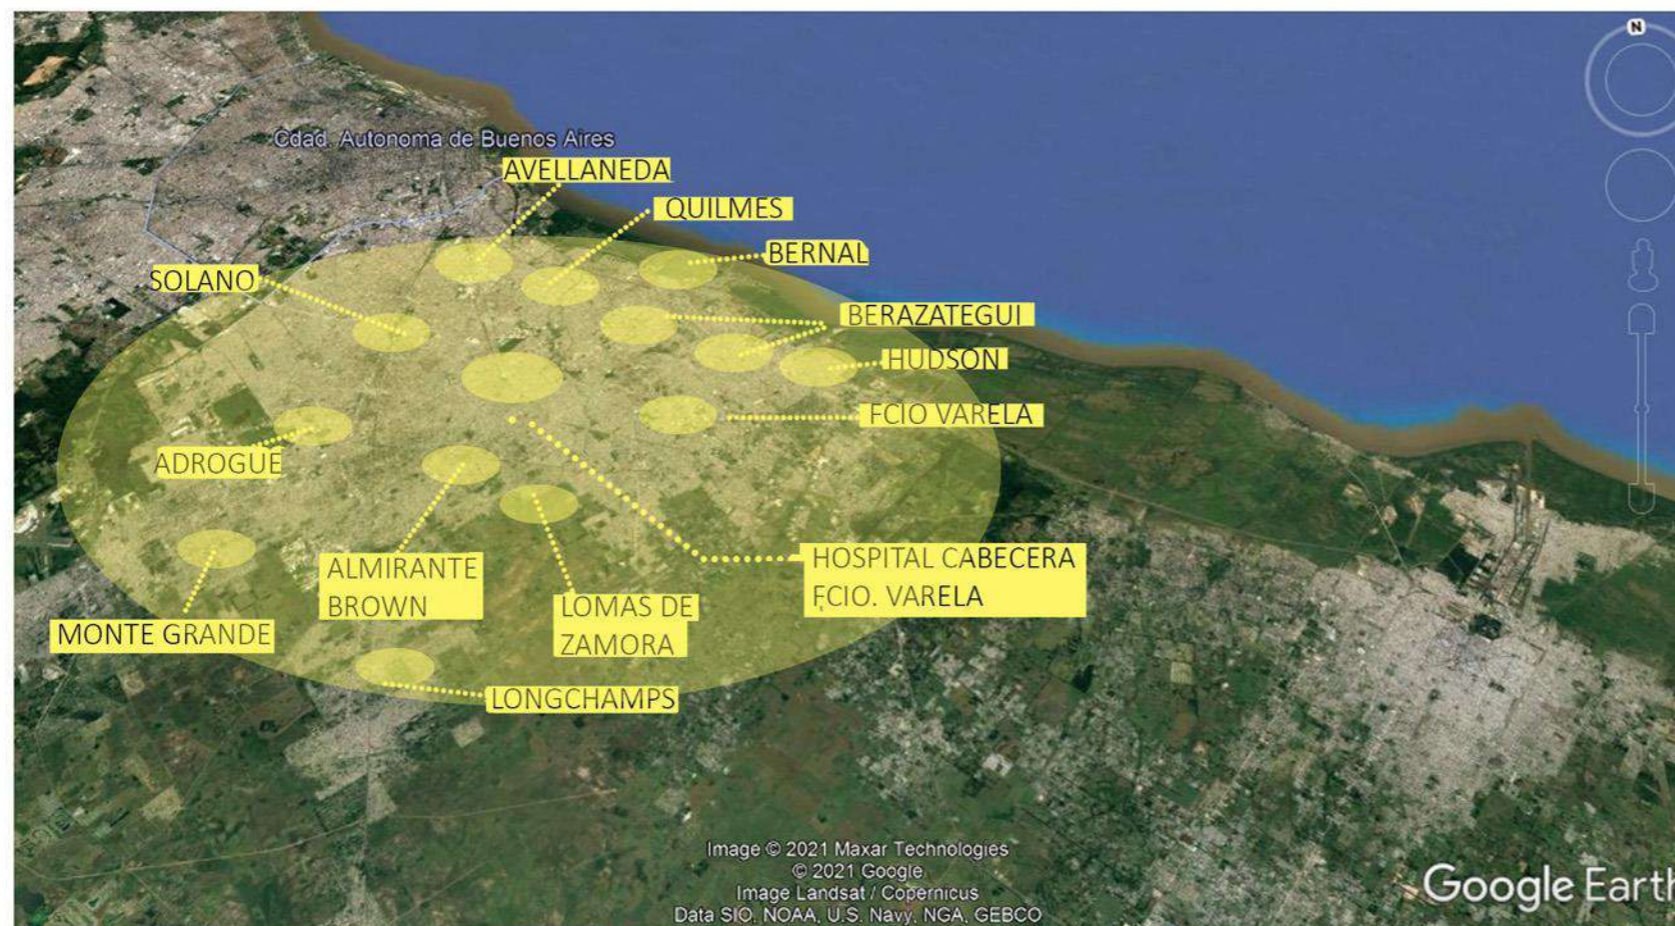 N
Cdad. Autonoma de Buenos Aires
AVELLANEDA
QUILMES
BERNAL
SOLANO
BERAZATEGUI
HUDSON
FCIO VARELA
ADROGUE
HOSPITAL CABECERA
FCIO. VARELA
ALMIRANTE
BROWN
LOMAS DE
ZAMORA
MONTE GRANDE
LONGCHAMPS
Image © 2021 Maxar Technologies
© 2021 Google
Image Landsat / Copernicus
Data SIO, NOAA, U.S. Navy, NGA, GEBCO
Google Earth